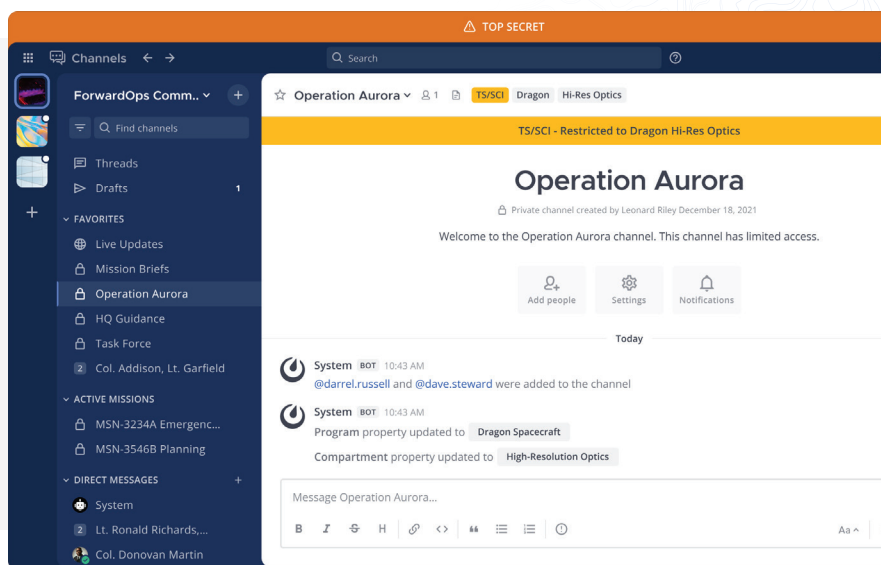 TOP SECRET
Channels
Search
ForwardOps Comm..
Find channels
Threads
Drafts 1
FAVORITES
Live Updates
Mission Briefs
Operation Aurora
HQ Guidance
Task Force
2 Col. Addison, Lt. Garfield
ACTIVE MISSIONS
MSN-3234A Emergenc...
MSN-3546B Planning
DIRECT MESSAGES
System
2 Lt. Ronald Richards,...
Col. Donovan Martin
Operation Aurora 1 TS/SCI Dragon Hi-Res Optics
TS/SCI - Restricted to Dragon Hi-Res Optics
Operation Aurora
Private channel created by Leonard Riley December 18, 2021
Welcome to the Operation Aurora channel. This channel has limited access.
Add people Settings Notifications
Today
System BOT 10:43 AM
@darrel.russell and @dave.steward were added to the channel
System BOT 10:43 AM
Program property updated to Dragon Spacecraft
Compartment property updated to High-Resolution Optics
Message Operation Aurora...
B I S H Aa